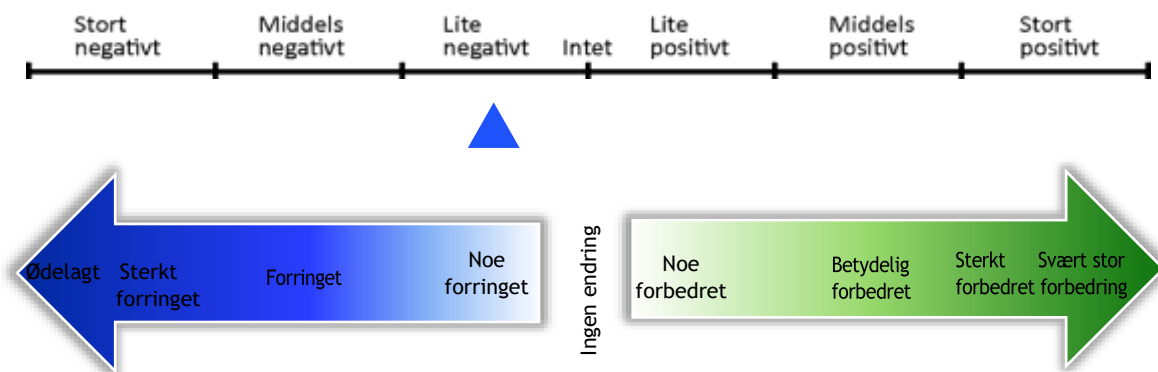 Stort
negativt
Middels
negativt
Lite
negativt
Intet
Lite
positivt
Middels
positivt
Stort
positivt
Ødelagt
Sterkt
forringet
Forringet
Noe
forringet
Ingen endring
Noe
forbedret
Betydelig
forbedret
Sterkt
forbedret
Svært stor
forbedring